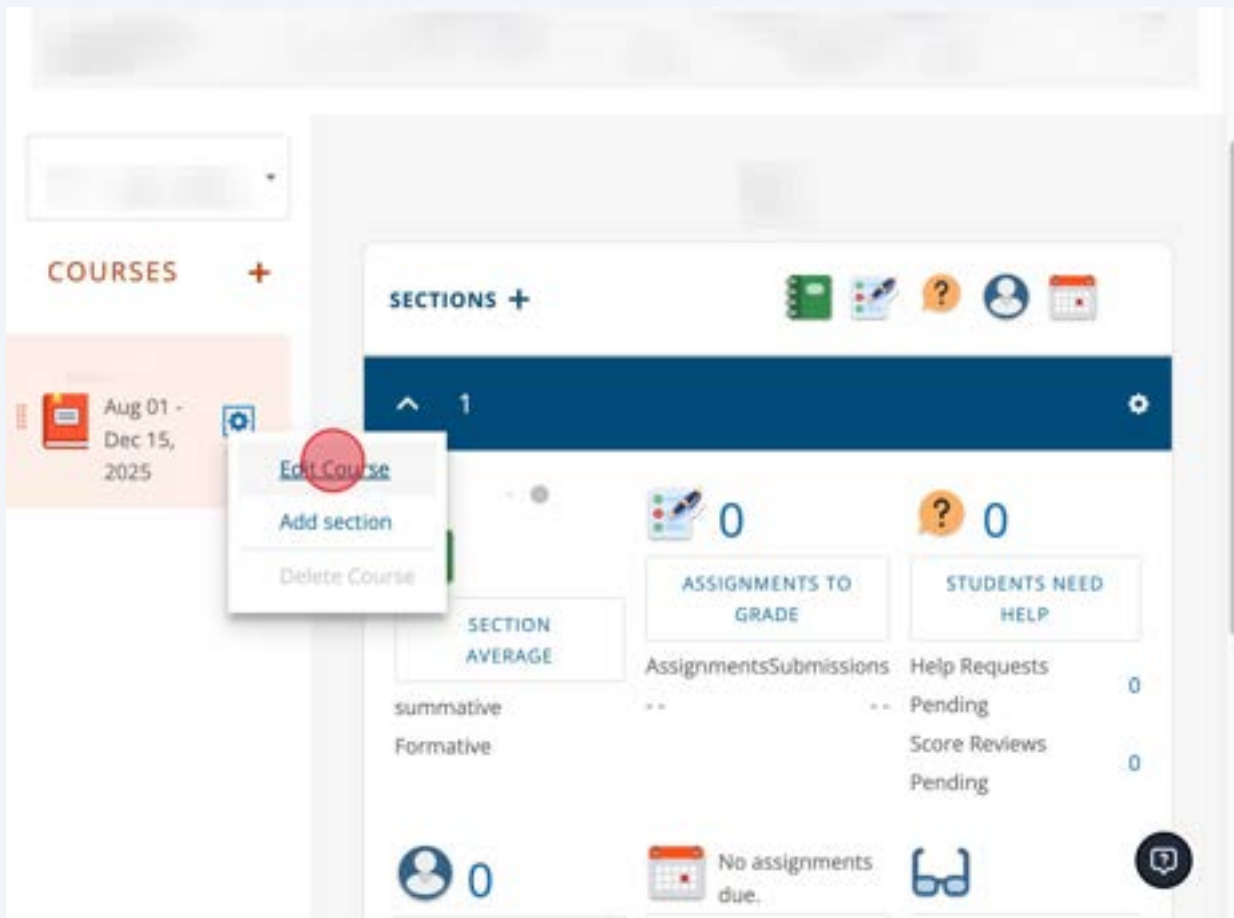 COURSES +
Aug 01 -
Dec 15,
2025
Edit Course
Add section
Delete Course
SECTIONS +
1
SECTION
AVERAGE
summative
Formative
0
ASSIGNMENTS TO
GRADE
AssignmentsSubmissions
- -
- -
? 0
STUDENTS NEED
HELP
Help Requests
Pending
0
Score Reviews
Pending
0
0
No assignments
due.